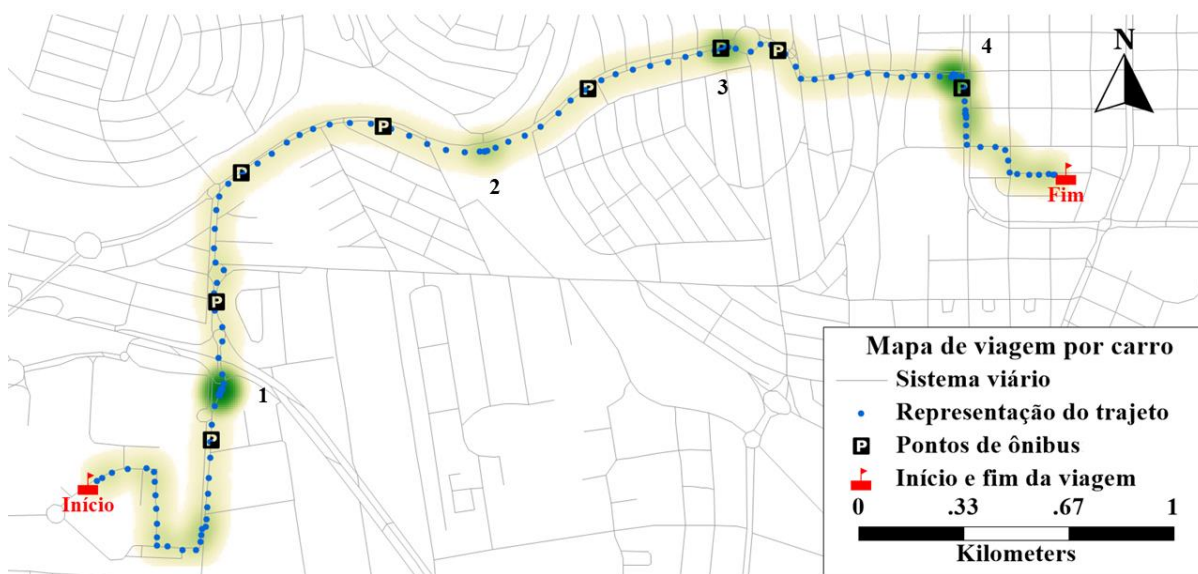 4
N
3
2
1
P
P
P
P
P
P
P
P
Início
Fim
Mapa de viagem por carro
Sistema viário
Representação do trajeto
P Pontos de ônibus
Início e fim da viagem
0 .33 .67 1
Kilometers